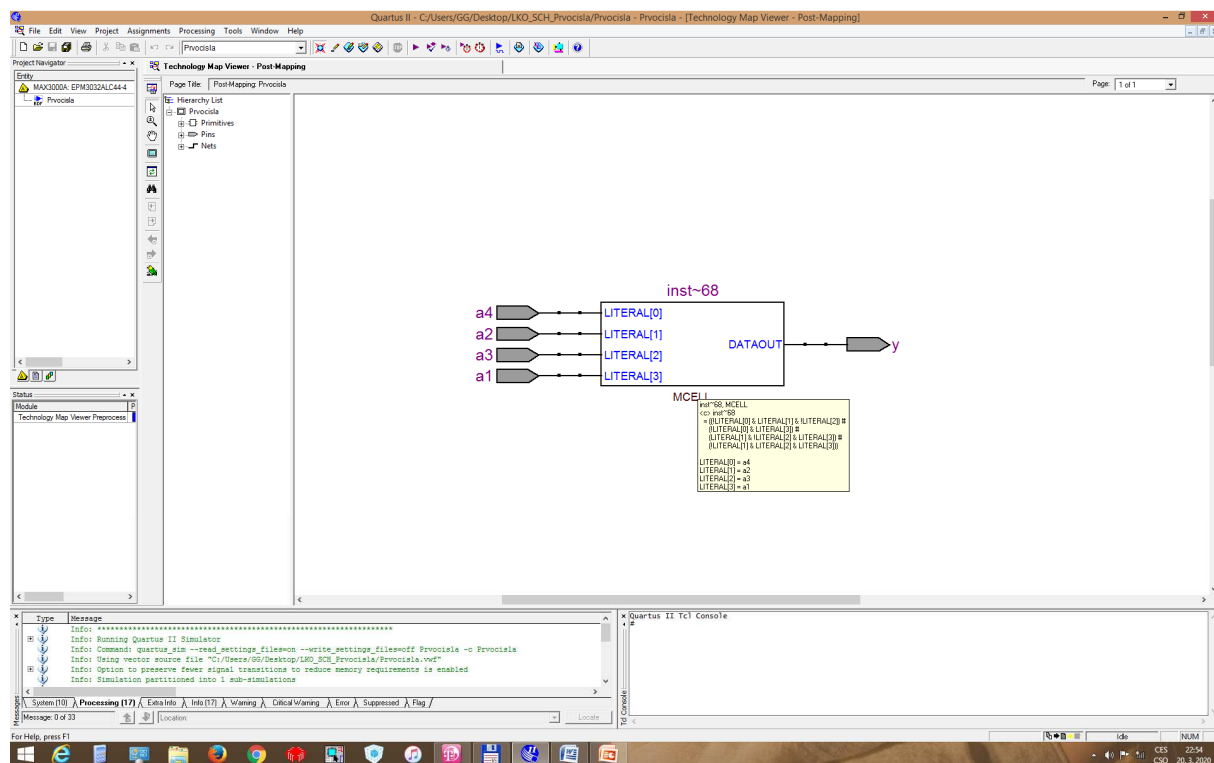 Quartus II - C:/Users/GG/Desktop/LKO_SCH_Prvocisla/Prvocisla - Prvocisla - [Technology Map Viewer - Post-Mapping]
File Edit View Project Assignments Processing Tools Window Help
Prvocisla
Project Navigator
Entity
MAX3000A: EPM3032ALC44-4
Prvocisla
Technology Map Viewer - Post-Mapping
Page Title: Post-Mapping: Prvocisla
Page: 1 of 1
Hierarchy List
Prvocisla
Primitives
Pins
Nets
inst~68
a4
LITERAL[0]
a2
LITERAL[1]
DATAOUT
y
a3
LITERAL[2]
a1
LITERAL[3]
MCELL
inst~68, MCELL
<c> inst~68
= ((!LITERAL[0] & LITERAL[1] & !LITERAL[2]) #
(!LITERAL[0] & LITERAL[3]) #
(LITERAL[1] & !LITERAL[2] & LITERAL[3]) #
(!LITERAL[1] & LITERAL[2] & LITERAL[3]))
LITERAL[0] = a4
LITERAL[1] = a2
LITERAL[2] = a3
LITERAL[3] = a1
Status
Module P
Technology Map Viewer Preprocess
Type Message
Info: Running Quartus II Simulator
Info: Command: quartus_sim --read_settings_files=on --write_settings_files=off Prvocisla -c Prvocisla
Info: Using vector source file "C:/Users/GG/Desktop/LKO_SCH_Prvocisla/Prvocisla.vwf"
Info: Option to preserve fewer signal transitions to reduce memory requirements is enabled
Info: Simulation partitioned into 1 sub-simulations
System (10) Processing (17) Extra Info Info (17) Warning Critical Warning Error Suppressed Flag
Messages
Message: 0 of 33
Location:
Locate
Quartus II Tcl Console
#
Tcl Console
For Help, press F1
Idle
NUM
CES
22:54
CSQ
20. 3. 2020